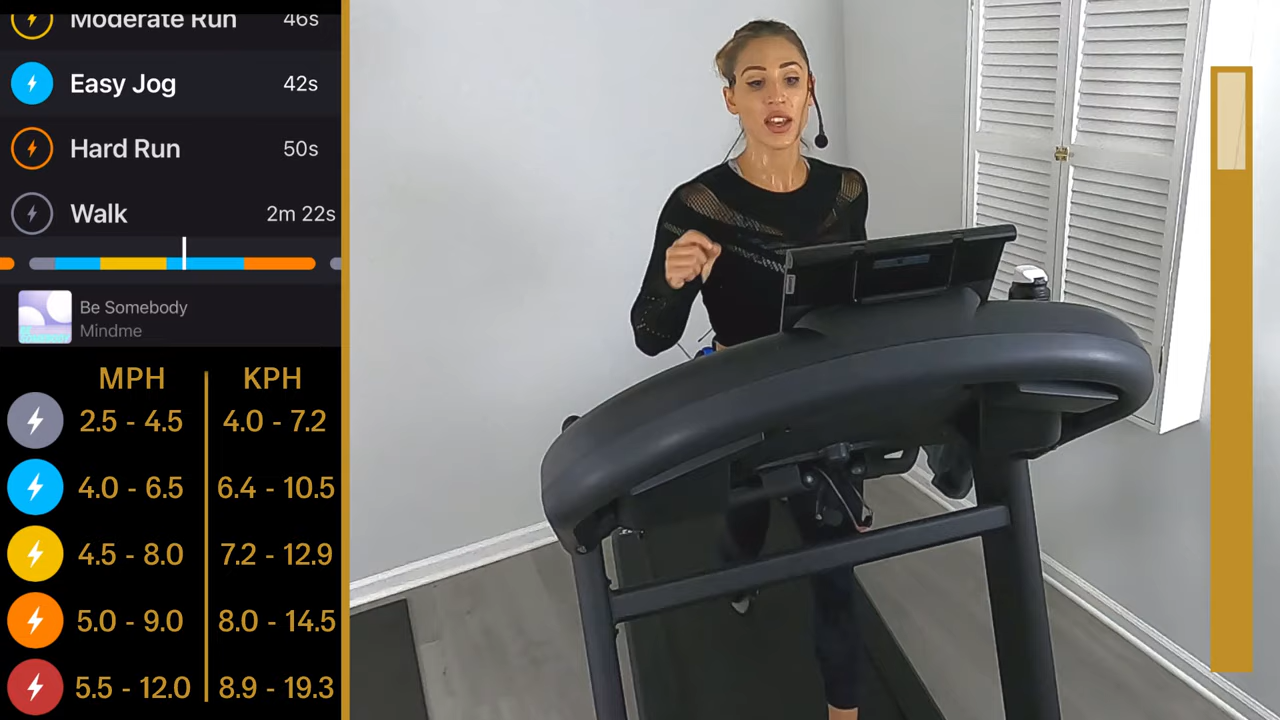 Moderate Run 46s
Easy Jog 42s
Hard Run 50s
Walk 2m 22s
Be Somebody
Mindme
MPH KPH
2.5 - 4.5 4.0 - 7.2
4.0 - 6.5 6.4 - 10.5
4.5 - 8.0 7.2 - 12.9
5.0 - 9.0 8.0 - 14.5
5.5 - 12.0 8.9 - 19.3